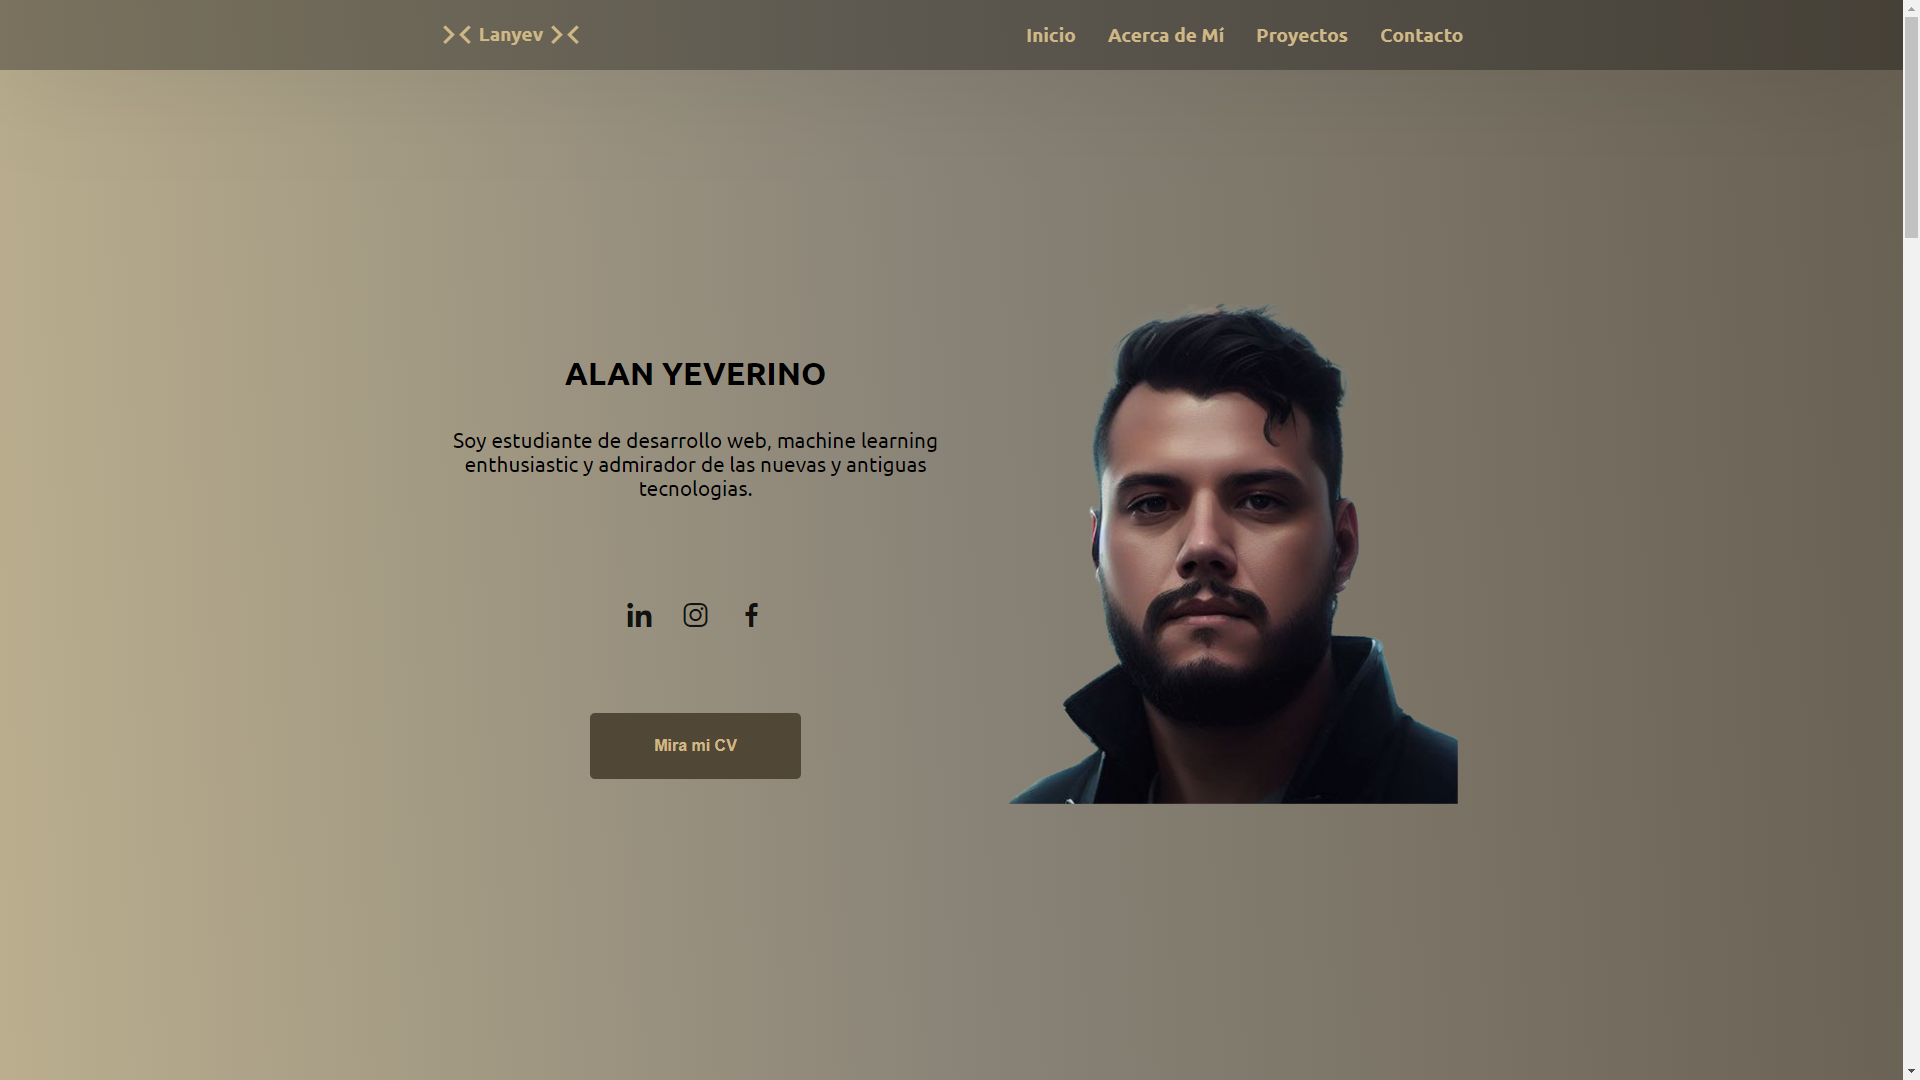 Lanyev
Inicio
Acerca de Mí
Proyectos
Contacto
ALAN YEVERINO
Soy estudiante de desarrollo web, machine learning
enthusiastic y admirador de las nuevas y antiguas
tecnologias.
Mira mi CV